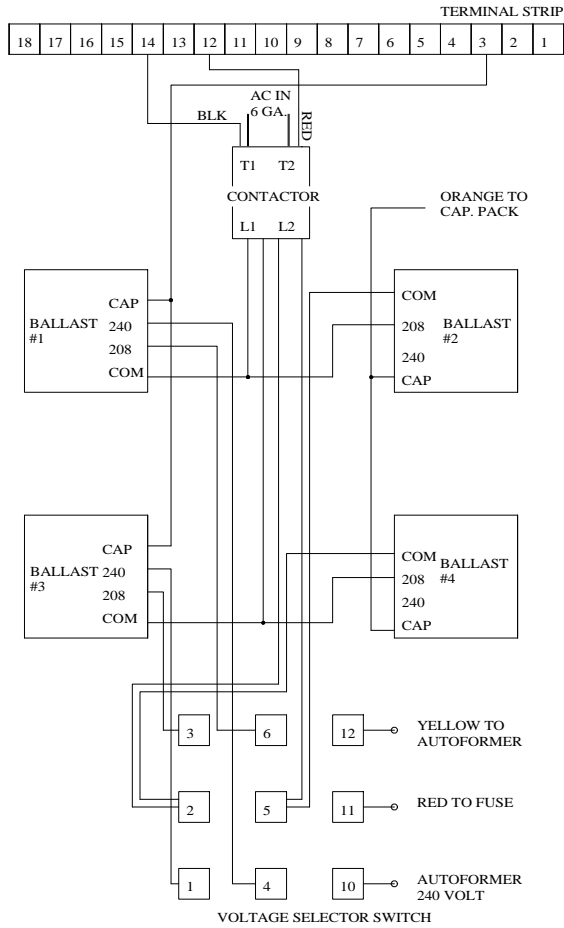 TERMINAL STRIP
18 17 16 15 14 13 12 11 10 9 8 7 6 5 4 3 2 1
AC IN
6 GA.
BLK
RED
T1 T2
CONTACTOR
L1 L2
ORANGE TO
CAP. PACK
CAP
240
208
COM
BALLAST
#1
COM
208
240
CAP
BALLAST
#2
CAP
240
208
COM
BALLAST
#3
COM
208
240
CAP
BALLAST
#4
3 6 12
YELLOW TO
AUTOFORMER
2 5 11
RED TO FUSE
1 4 10
AUTOFORMER
240 VOLT
VOLTAGE SELECTOR SWITCH